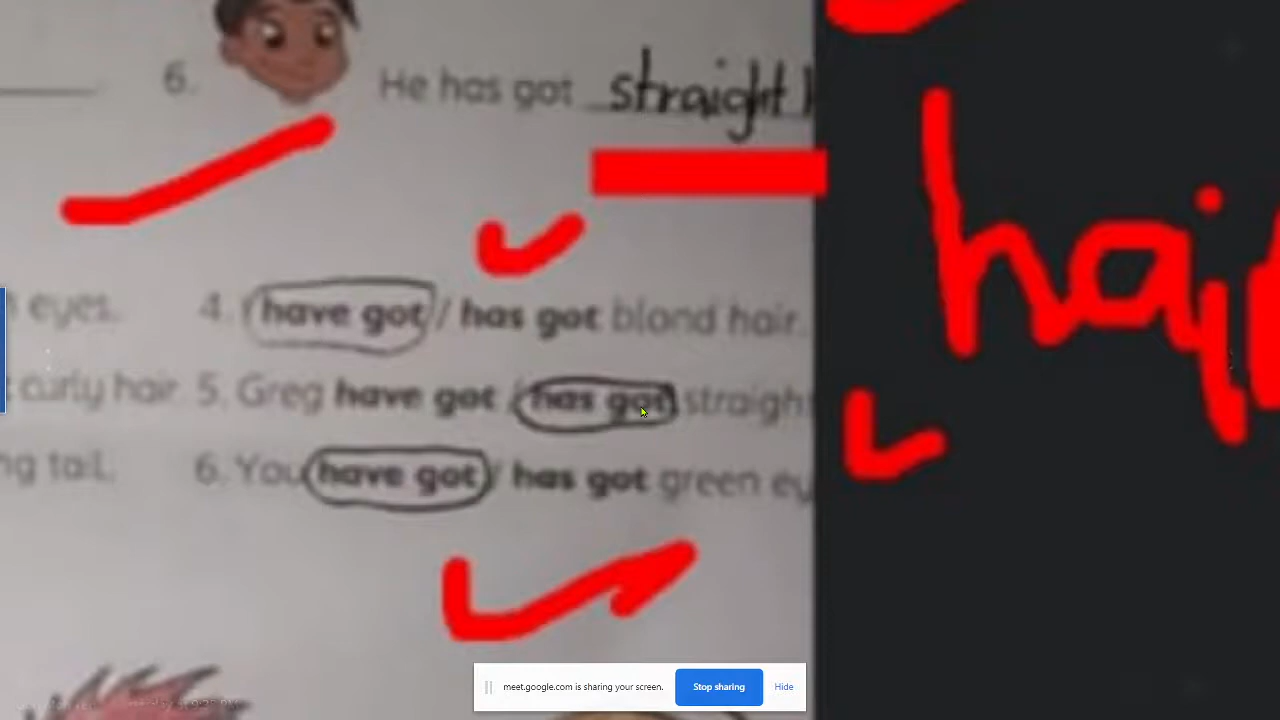 6. He has got straight h
hair
eyes. 4. I have got / has got blond hair.
curly hair. 5. Greg have got / has got straigh
ng tail. 6. You have got / has got green ey
meet.google.com is sharing your screen. Stop sharing Hide